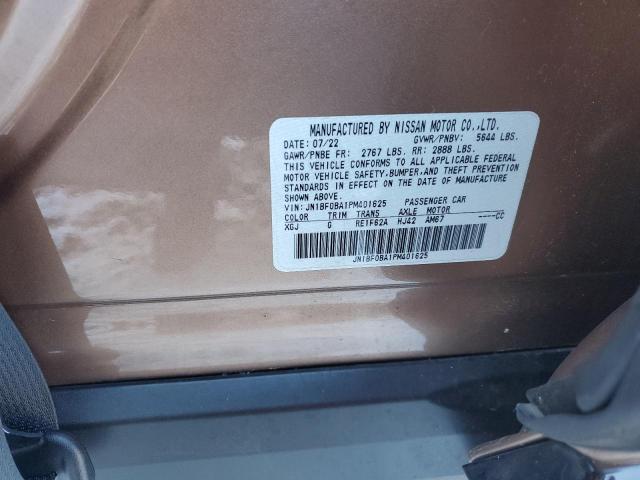 MANUFACTURED BY NISSAN MOTOR CO.,LTD.
DATE: 07/22 GVWR/PNBV: 5644 LBS.
GAWR/PNBE FR: 2767 LBS. RR: 2888 LBS.
THIS VEHICLE CONFORMS TO ALL APPLICABLE FEDERAL
MOTOR VEHICLE SAFETY, BUMPER, AND THEFT PREVENTION
STANDARDS IN EFFECT ON THE DATE OF MANUFACTURE
SHOWN ABOVE.
VIN: JN1BF0BA1PM401625 PASSENGER CAR
COLOR TRIM TRANS AXLE MOTOR
XGJ G RE1F62A HJ42 AM67 ----CC
JN1BF0BA1PM401625